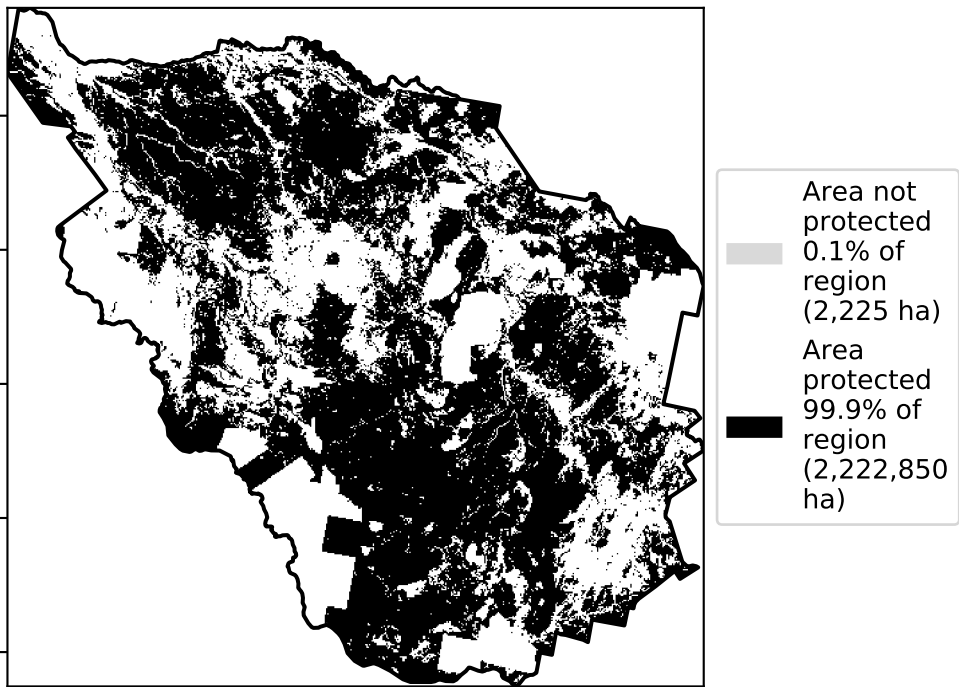 Area not
protected
0.1% of
region
(2,225 ha)
Area
protected
99.9% of
region
(2,222,850
ha)